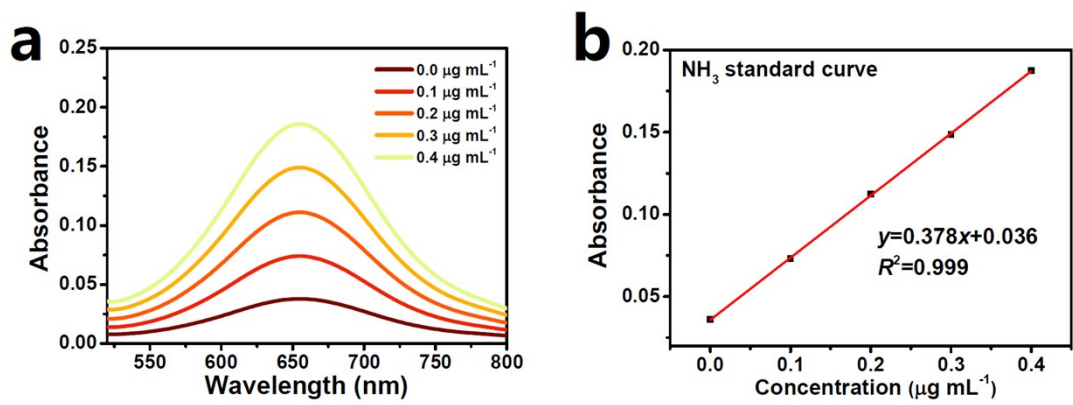 a
0.25
0.20
0.15
0.10
0.05
0.00
Absorbance
550 600 650 700 750 800
Wavelength (nm)
0.0 μg mL⁻¹
0.1 μg mL⁻¹
0.2 μg mL⁻¹
0.3 μg mL⁻¹
0.4 μg mL⁻¹
b
0.20
0.15
0.10
0.05
Absorbance
NH₃ standard curve
y=0.378x+0.036
R²=0.999
0.0 0.1 0.2 0.3 0.4
Concentration (μg mL⁻¹)